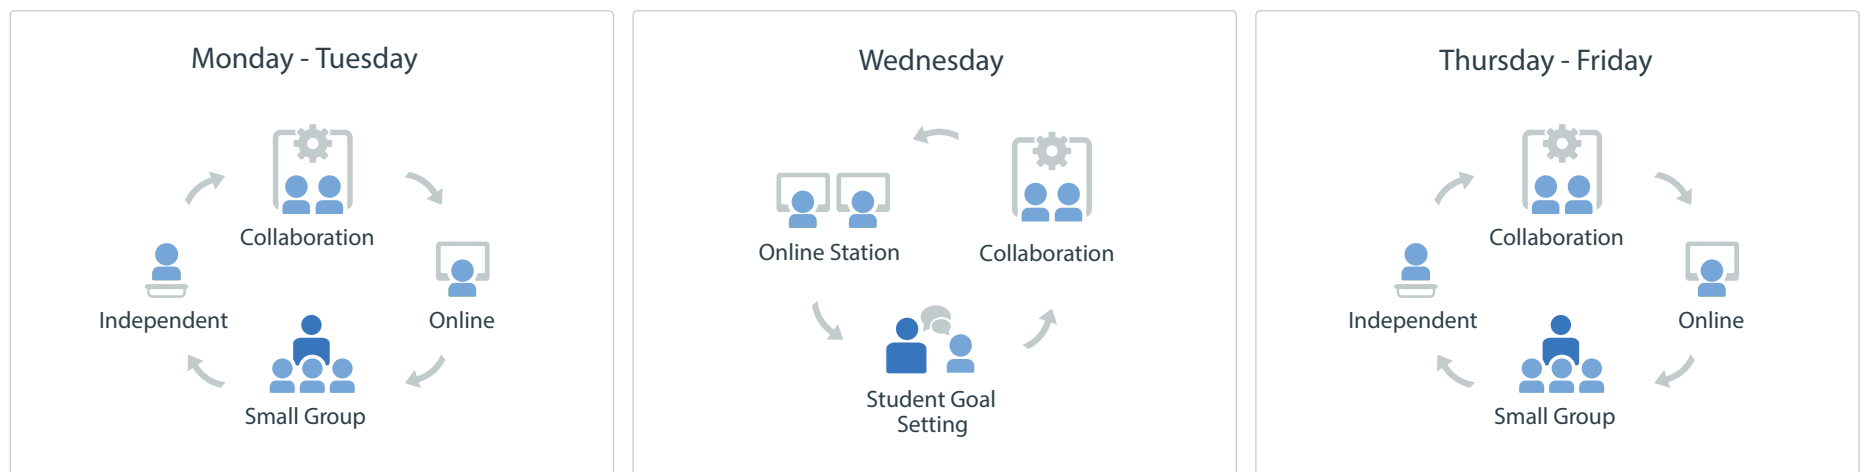 Monday - Tuesday
Collaboration
Independent
Online
Small Group
Wednesday
Online Station
Collaboration
Student Goal
Setting
Thursday - Friday
Collaboration
Independent
Online
Small Group